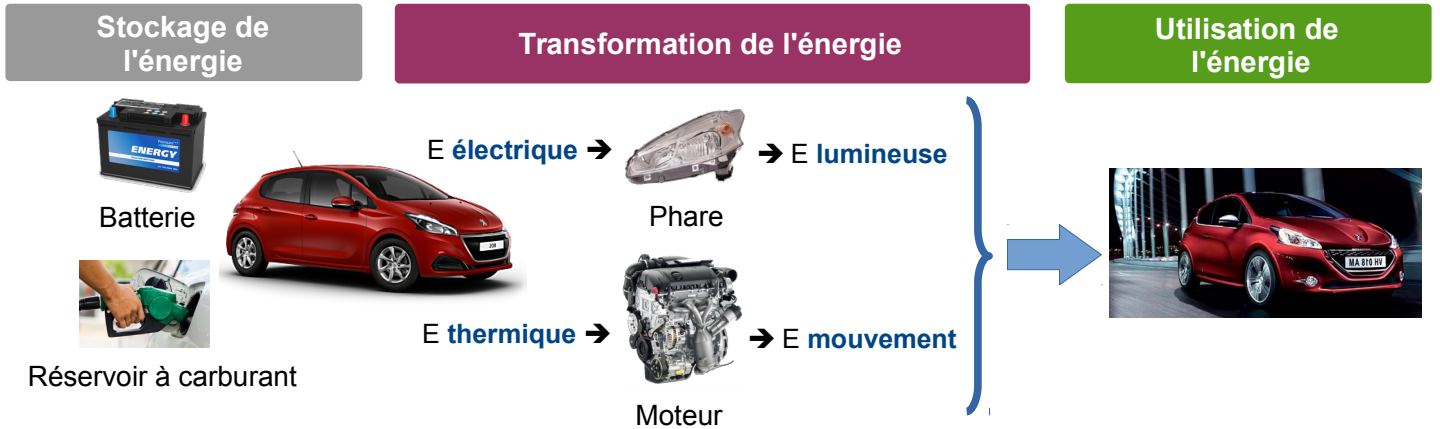 Stockage de
l'énergie
Transformation de l'énergie
Utilisation de
l'énergie
ENERGY
Batterie
E électrique ➔
➔ E lumineuse
Phare
208
MA 810 HV
Réservoir à carburant
E thermique ➔
➔ E mouvement
Moteur